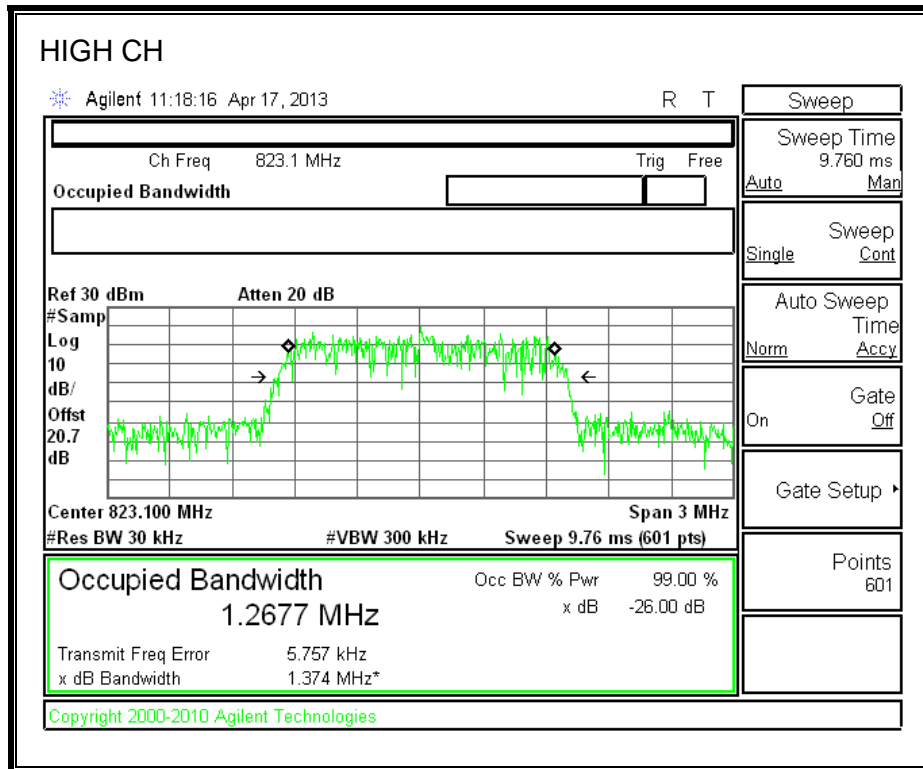 HIGH CH
Agilent 11:18:16 Apr 17, 2013 R T
Ch Freq 823.1 MHz Trig Free
Occupied Bandwidth
Ref 30 dBm Atten 20 dB
#Samp
Log
10
dB/
Offst
20.7
dB
Center 823.100 MHz Span 3 MHz
#Res BW 30 kHz #VBW 300 kHz Sweep 9.76 ms (601 pts)
Occupied Bandwidth Occ BW % Pwr 99.00 %
1.2677 MHz x dB -26.00 dB
Transmit Freq Error 5.757 kHz
x dB Bandwidth 1.374 MHz*
Copyright 2000-2010 Agilent Technologies
Sweep
Sweep Time
9.760 ms
Auto Man
Sweep
Single Cont
Auto Sweep
Time
Norm Accy
Gate
On Off
Gate Setup
Points
601